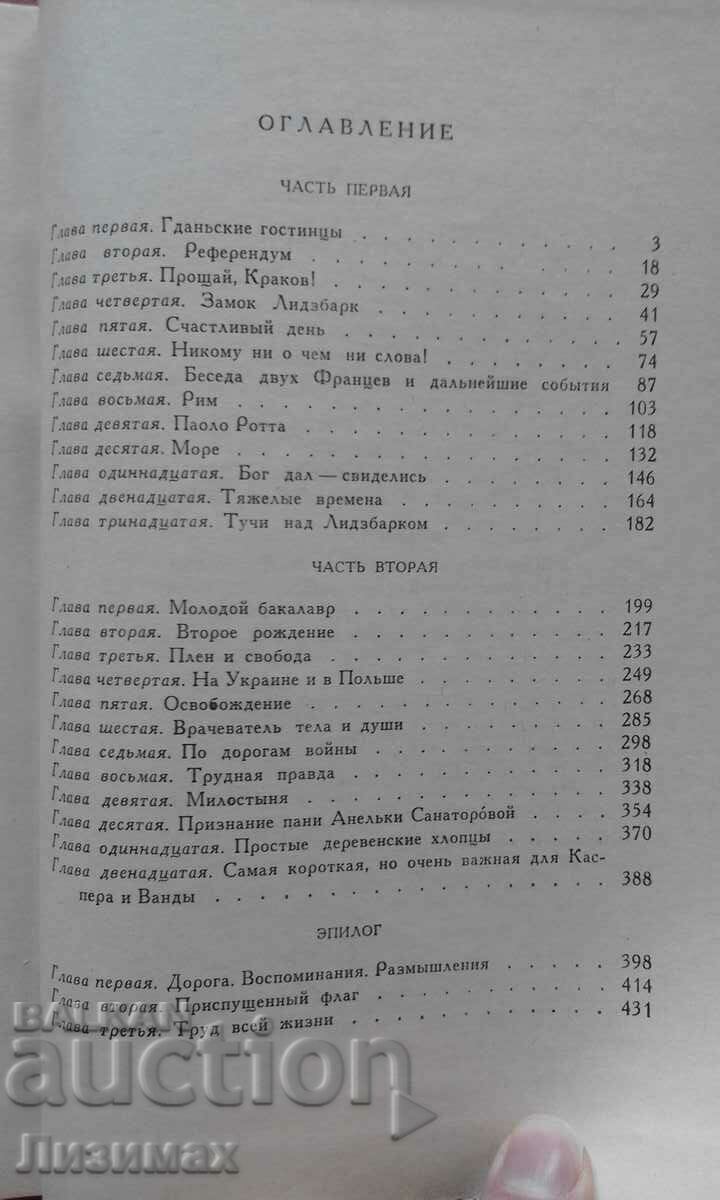 ОГЛАВЛЕНИЕ
ЧАСТЬ ПЕРВАЯ
Глава первая. Гданьские гостинцы . . . . . . . . . . . . 3
Глава вторая. Референдум . . . . . . . . . . . . 18
Глава третья. Прощай, Краков! . . . . . . . . . . . . 29
Глава четвертая. Замок Лидзбарк . . . . . . . . . . 41
Глава пятая. Счастливый день . . . . . . . . . . . 57
Глава шестая. Никому ни о чем ни слова! . . . . . . . 74
Глава седьмая. Беседа двух Францев и дальнейшие события 87
Глава восьмая. Рим . . . . . . . . . . . . . . . 103
Глава девятая. Паоло Ротта . . . . . . . . . . . . 118
Глава десятая. Море . . . . . . . . . . . . . . . 132
Глава одиннадцатая. Бог дал — свиделись . . . . . . . 146
Глава двенадцатая. Тяжелые времена . . . . . . . . . 164
Глава тринадцатая. Тучи над Лидзбарком . . . . . . . 182
ЧАСТЬ ВТОРАЯ
Глава первая. Молодой бакалавр . . . . . . . . . . . 199
Глава вторая. Второе рождение . . . . . . . . . . . 217
Глава третья. Плен и свобода . . . . . . . . . . . . 233
Глава четвертая. На Украине и в Польше . . . . . . . . 249
Глава пятая. Освобождение . . . . . . . . . . . . 268
Глава шестая. Врачеватель тела и души . . . . . . . . 285
Глава седьмая. По дорогам войны . . . . . . . . . . 298
Глава восьмая. Трудная правда . . . . . . . . . . . 318
Глава девятая. Милостыня . . . . . . . . . . . . . 338
Глава десятая. Признание пани Анельки Санаторо́вой . . . . 354
Глава одиннадцатая. Простые деревенские хлопцы . . . . . 370
Глава двенадцатая. Самая короткая, но очень важная для Кас-
пера и Ванды . . . . . . . . . . . . . . . . 388
ЭПИЛОГ
Глава первая. Дорога. Воспоминания. Размышления . . . . . 398
Глава вторая. Приспущенный флаг . . . . . . . . . . 414
Глава третья. Труд всей жизни . . . . . . . . . . . . 431
BALKAN
auction
Лизимах